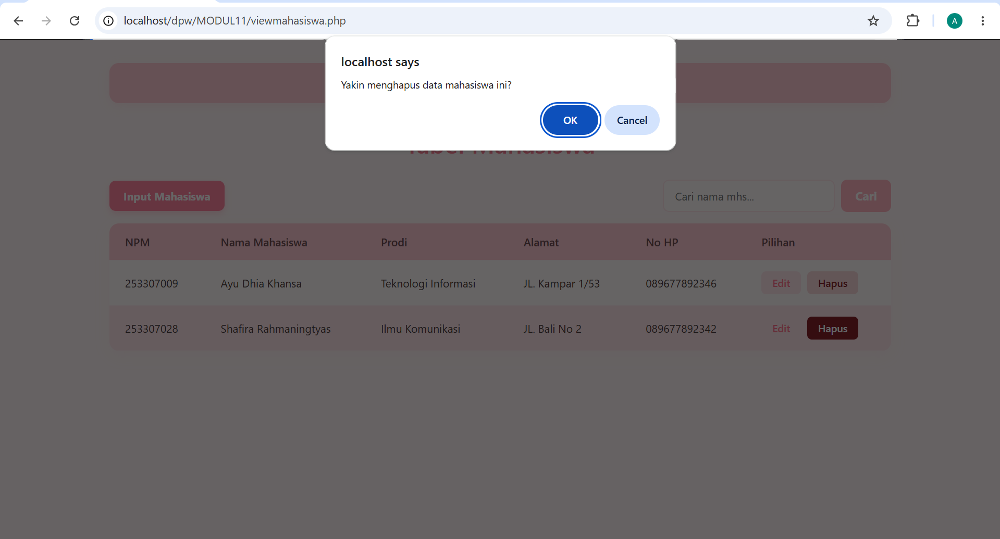 localhost/dpw/MODUL11/viewmahasiswa.php
A
localhost says
Yakin menghapus data mahasiswa ini?
OK Cancel
Tabel Mahasiswa
Input Mahasiswa Cari nama mhs... Cari
NPM Nama Mahasiswa Prodi Alamat No HP Pilihan
253307009 Ayu Dhia Khansa Teknologi Informasi JL. Kampar 1/53 089677892346 Edit Hapus
253307028 Shafira Rahmaningtyas Ilmu Komunikasi JL. Bali No 2 089677892342 Edit Hapus